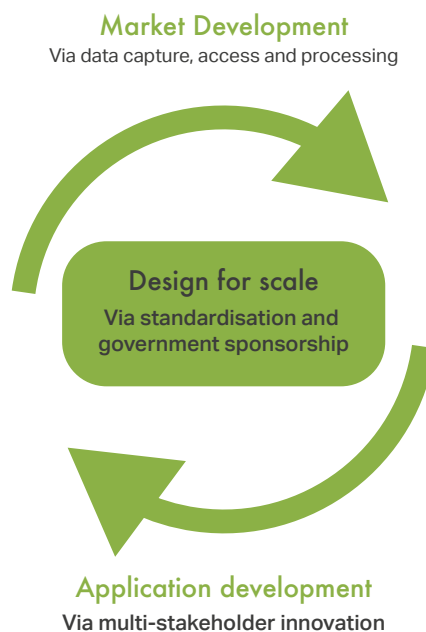 Market Development
Via data capture, access and processing
Design for scale
Via standardisation and
government sponsorship
Application development
Via multi-stakeholder innovation